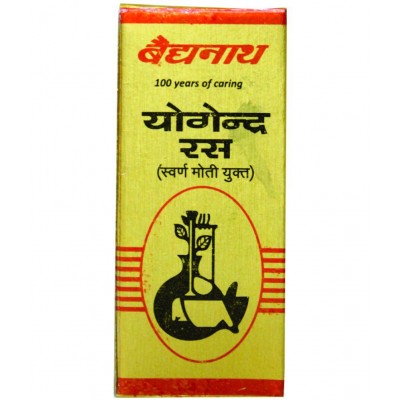 बैद्यनाथ
100 years of caring
योगेन्द्र
रस
(स्वर्ण मोती युक्त)